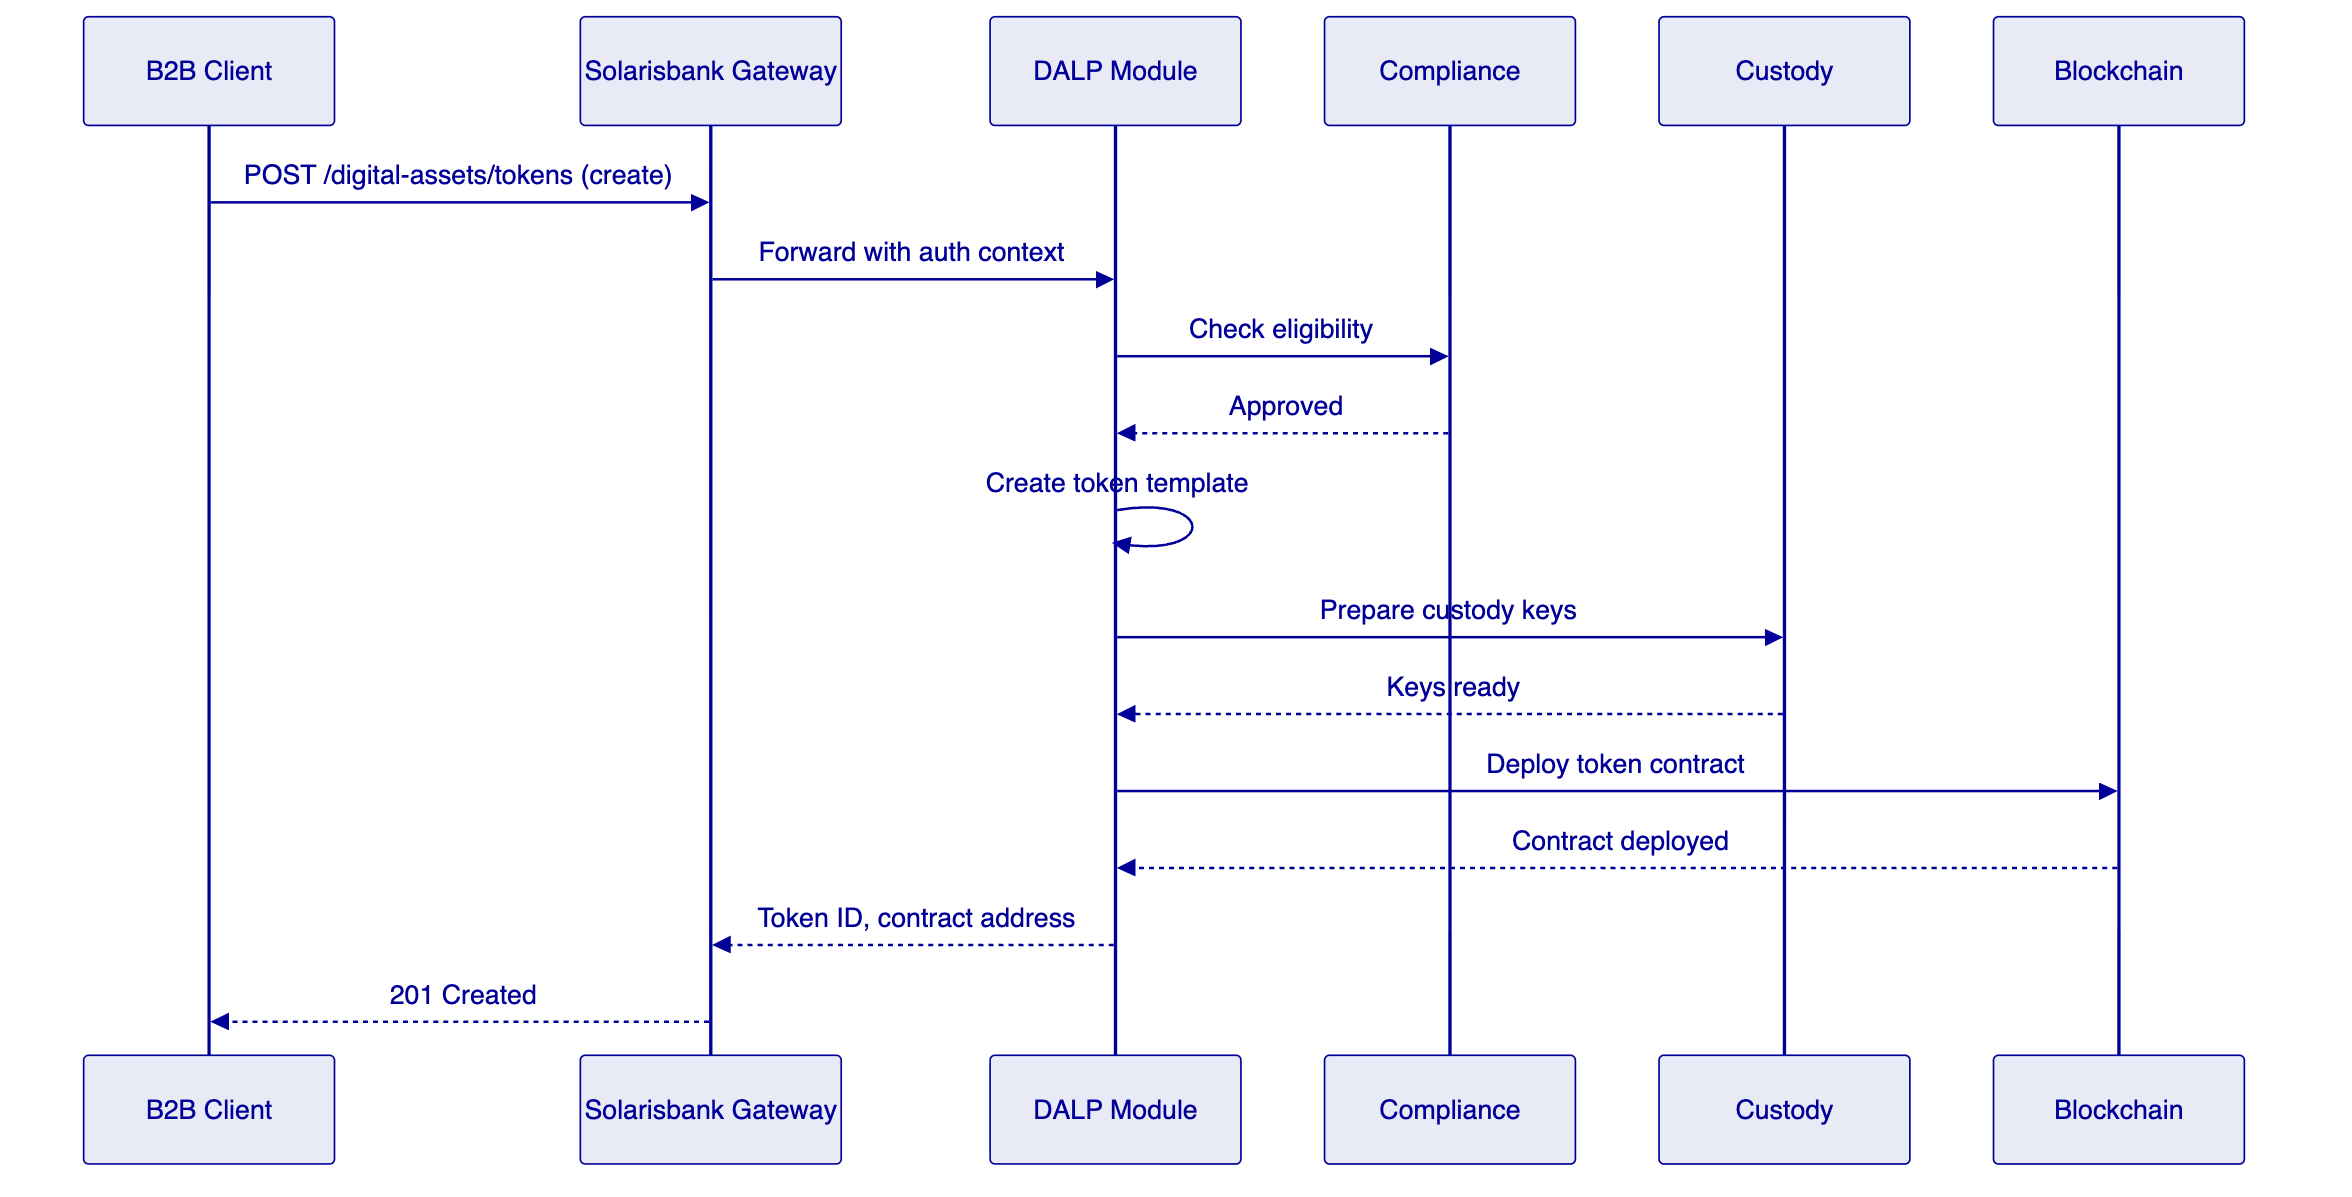 B2B Client
Solarisbank Gateway
DALP Module
Compliance
Custody
Blockchain
POST /digital-assets/tokens (create)
Forward with auth context
Check eligibility
Approved
Create token template
Prepare custody keys
Keys ready
Deploy token contract
Contract deployed
Token ID, contract address
201 Created
B2B Client
Solarisbank Gateway
DALP Module
Compliance
Custody
Blockchain